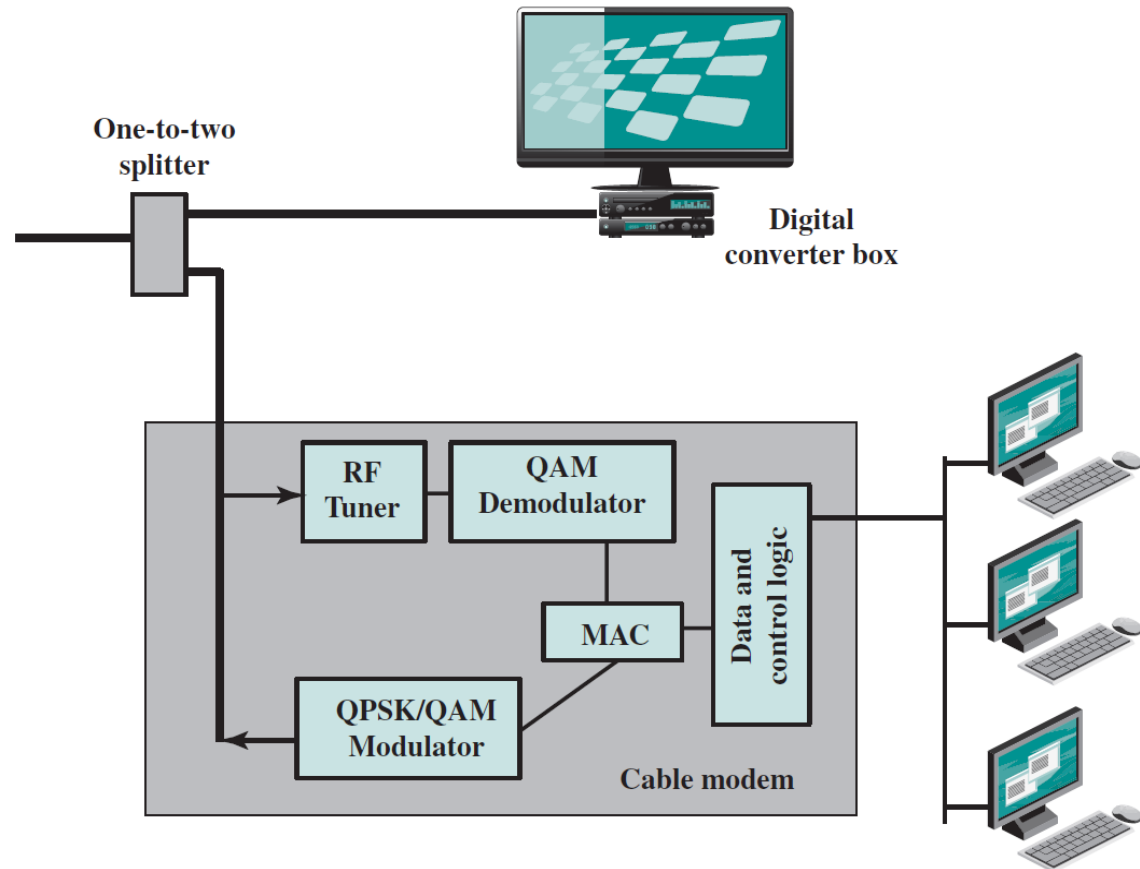 One-to-two
splitter
Digital
converter box
RF
Tuner
QAM
Demodulator
MAC
Data and
control logic
QPSK/QAM
Modulator
Cable modem